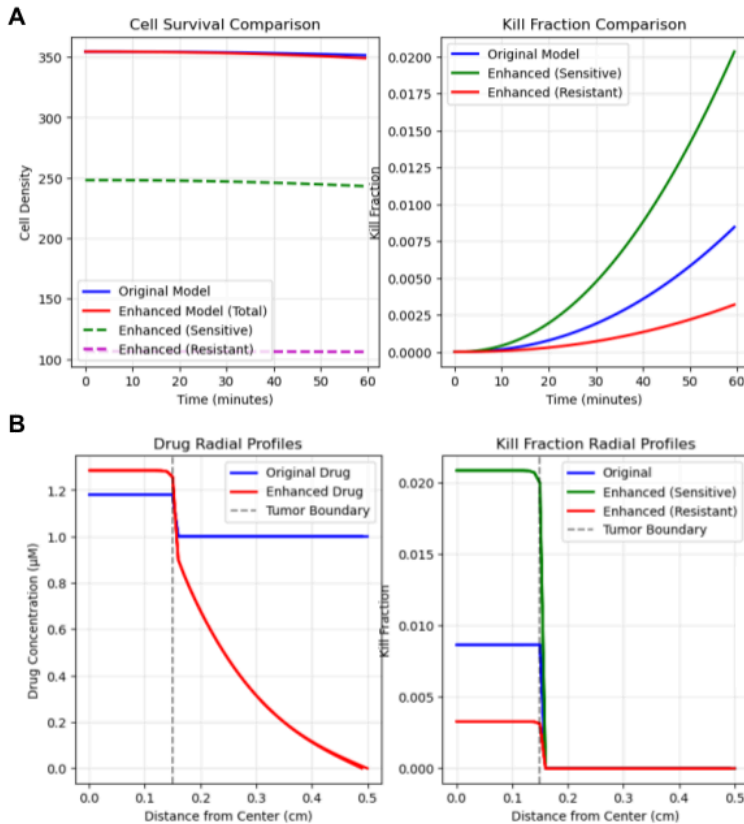 A
Cell Survival Comparison
Cell Density
350
300
250
200
150
100
Original Model
Enhanced Model (Total)
Enhanced (Sensitive)
Enhanced (Resistant)
0 10 20 30 40 50 60
Time (minutes)
Kill Fraction Comparison
Kill Fraction
0.0200
0.0175
0.0150
0.0125
0.0100
0.0075
0.0050
0.0025
0.0000
Original Model
Enhanced (Sensitive)
Enhanced (Resistant)
0 10 20 30 40 50 60
Time (minutes)
B
Drug Radial Profiles
Drug Concentration (μM)
1.2
1.0
0.8
0.6
0.4
0.2
0.0
Original Drug
Enhanced Drug
Tumor Boundary
0.0 0.1 0.2 0.3 0.4 0.5
Distance from Center (cm)
Kill Fraction Radial Profiles
Kill Fraction
0.020
0.015
0.010
0.005
0.000
Original
Enhanced (Sensitive)
Enhanced (Resistant)
Tumor Boundary
0.0 0.1 0.2 0.3 0.4 0.5
Distance from Center (cm)